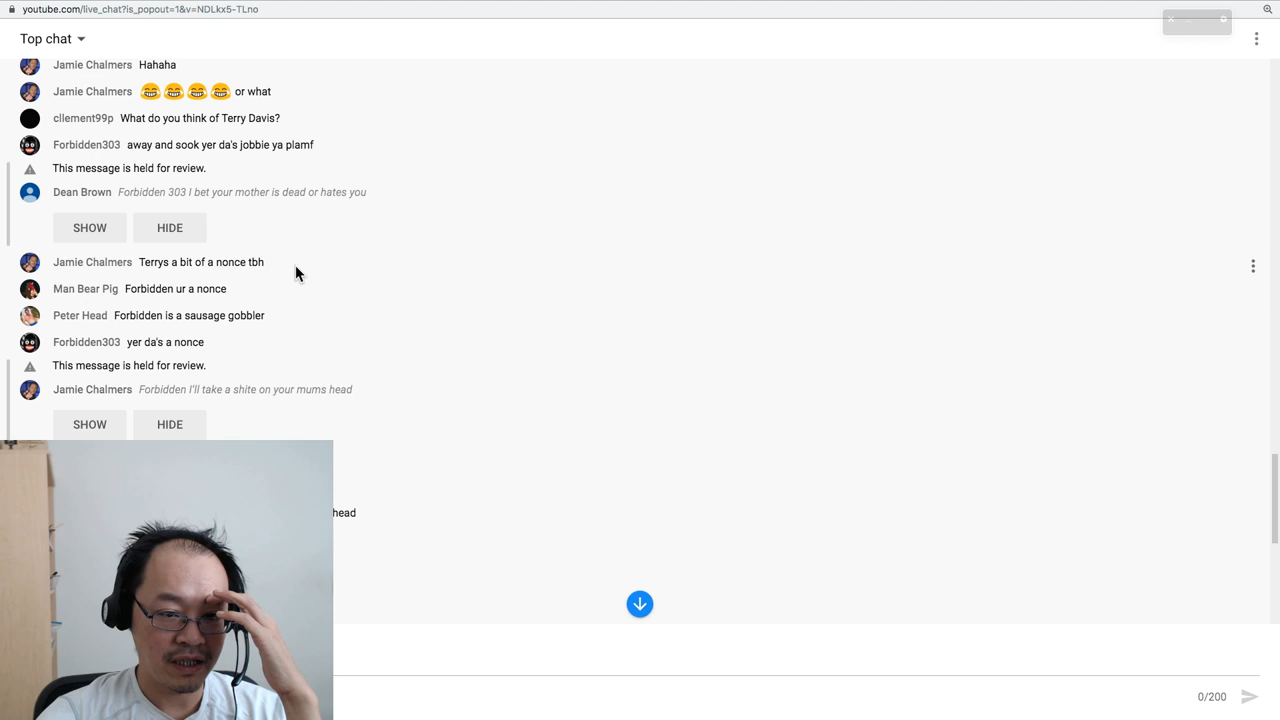 youtube.com/live_chat?is_popout=1&v=NDLkx5-TLno
Top chat
Jamie Chalmers Hahaha
Jamie Chalmers 😂 😂 😂 😂 or what
cllement99p What do you think of Terry Davis?
Forbidden303 away and sook yer da's jobbie ya plamf
This message is held for review.
Dean Brown Forbidden 303 I bet your mother is dead or hates you
SHOW HIDE
Jamie Chalmers Terrys a bit of a nonce tbh
Man Bear Pig Forbidden ur a nonce
Peter Head Forbidden is a sausage gobbler
Forbidden303 yer da's a nonce
This message is held for review.
Jamie Chalmers Forbidden I'll take a shite on your mums head
SHOW HIDE
head
0/200